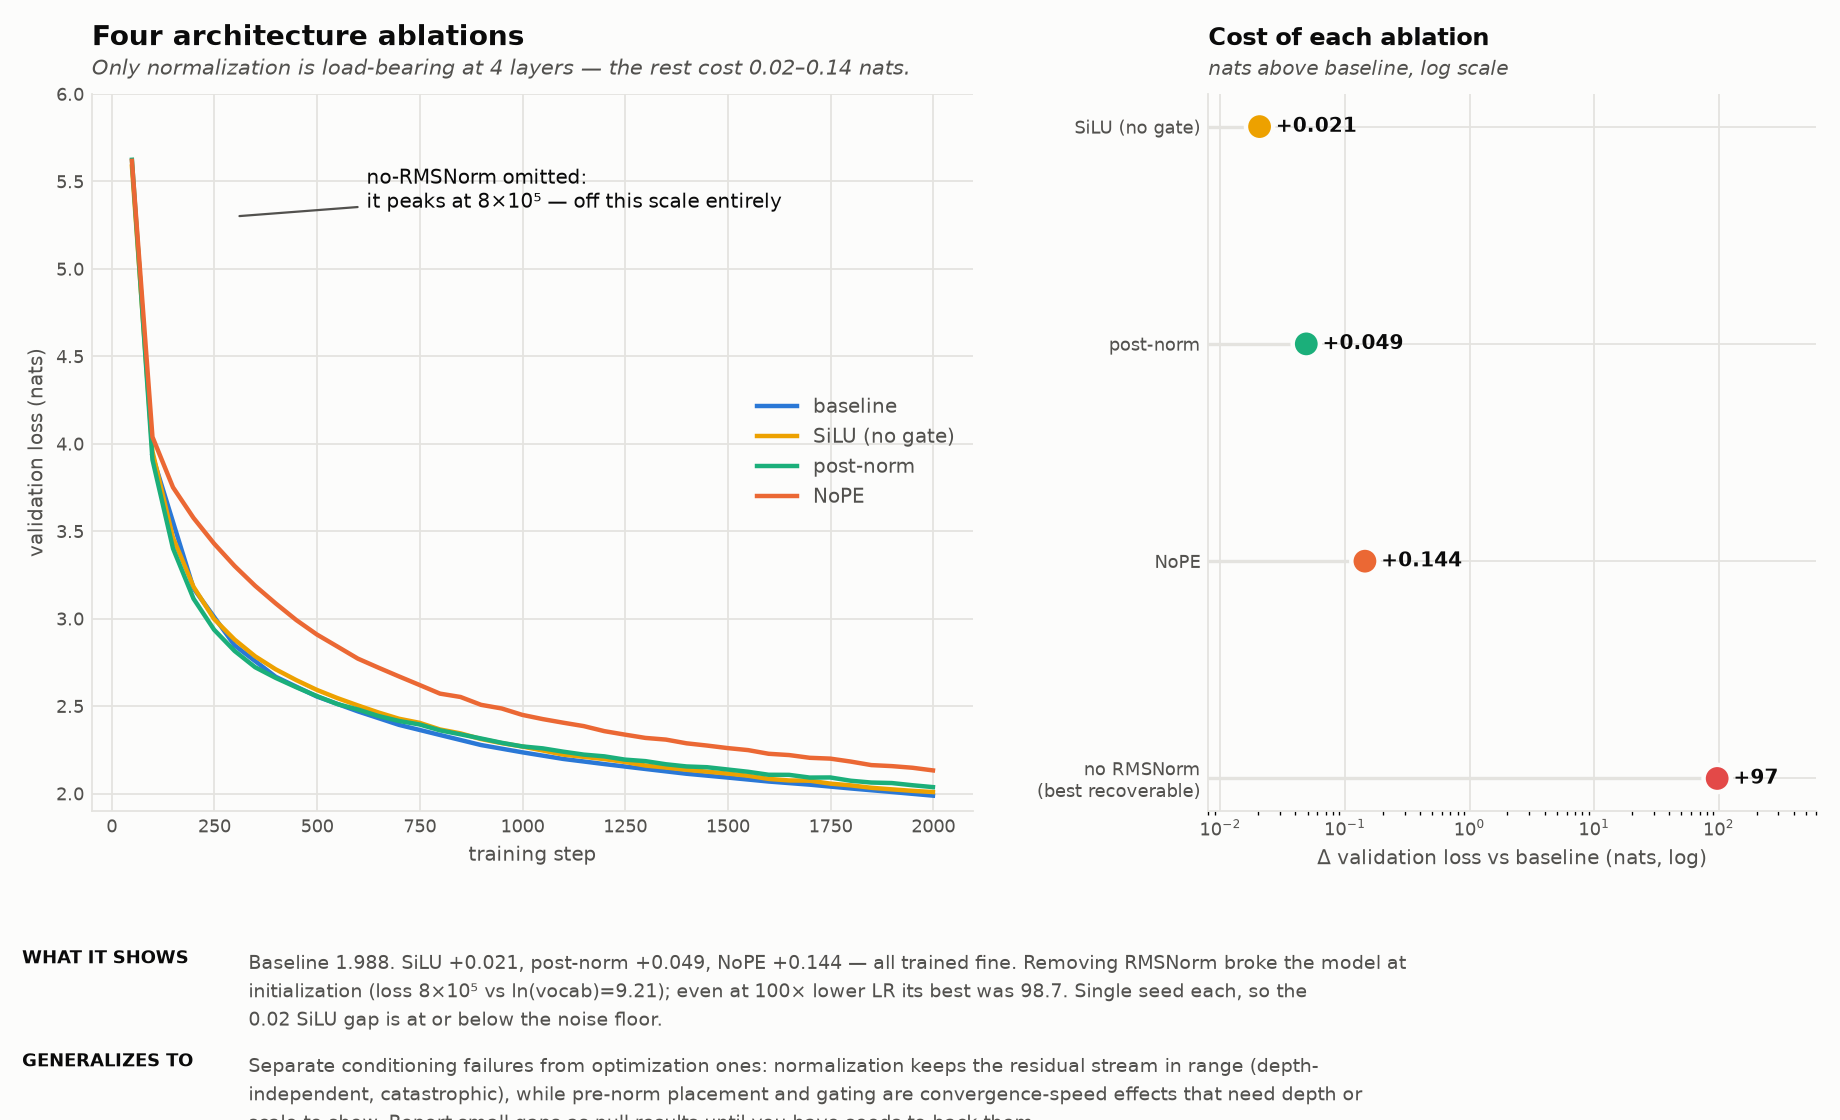 Four architecture ablations
Only normalization is load-bearing at 4 layers — the rest cost 0.02–0.14 nats.
6.0
5.5
5.0
4.5
4.0
3.5
3.0
2.5
2.0
validation loss (nats)
no-RMSNorm omitted:
it peaks at 8×10⁵ — off this scale entirely
baseline
SiLU (no gate)
post-norm
NoPE
0
250
500
750
1000
1250
1500
1750
2000
training step
Cost of each ablation
nats above baseline, log scale
SiLU (no gate)
+0.021
post-norm
+0.049
NoPE
+0.144
no RMSNorm
(best recoverable)
+97
10⁻²
10⁻¹
10⁰
10¹
10²
Δ validation loss vs baseline (nats, log)
WHAT IT SHOWS
Baseline 1.988. SiLU +0.021, post-norm +0.049, NoPE +0.144 — all trained fine. Removing RMSNorm broke the model at
initialization (loss 8×10⁵ vs ln(vocab)=9.21); even at 100× lower LR its best was 98.7. Single seed each, so the
0.02 SiLU gap is at or below the noise floor.
GENERALIZES TO
Separate conditioning failures from optimization ones: normalization keeps the residual stream in range (depth-
independent, catastrophic), while pre-norm placement and gating are convergence-speed effects that need depth or